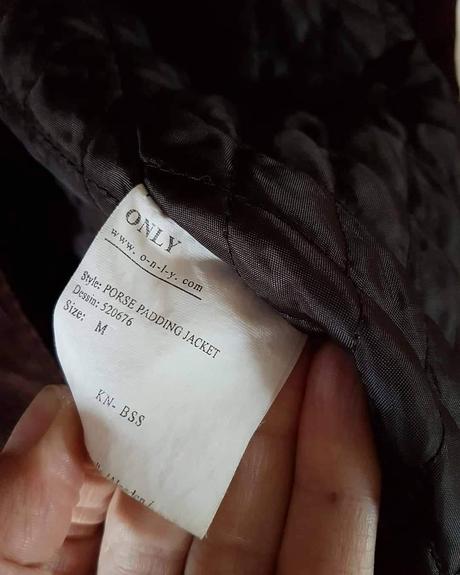 ONLY
www.o-n-l-y.com
Style: PORSE PADDING JACKET
Dessin: 520676
Size: M
KN- BSS